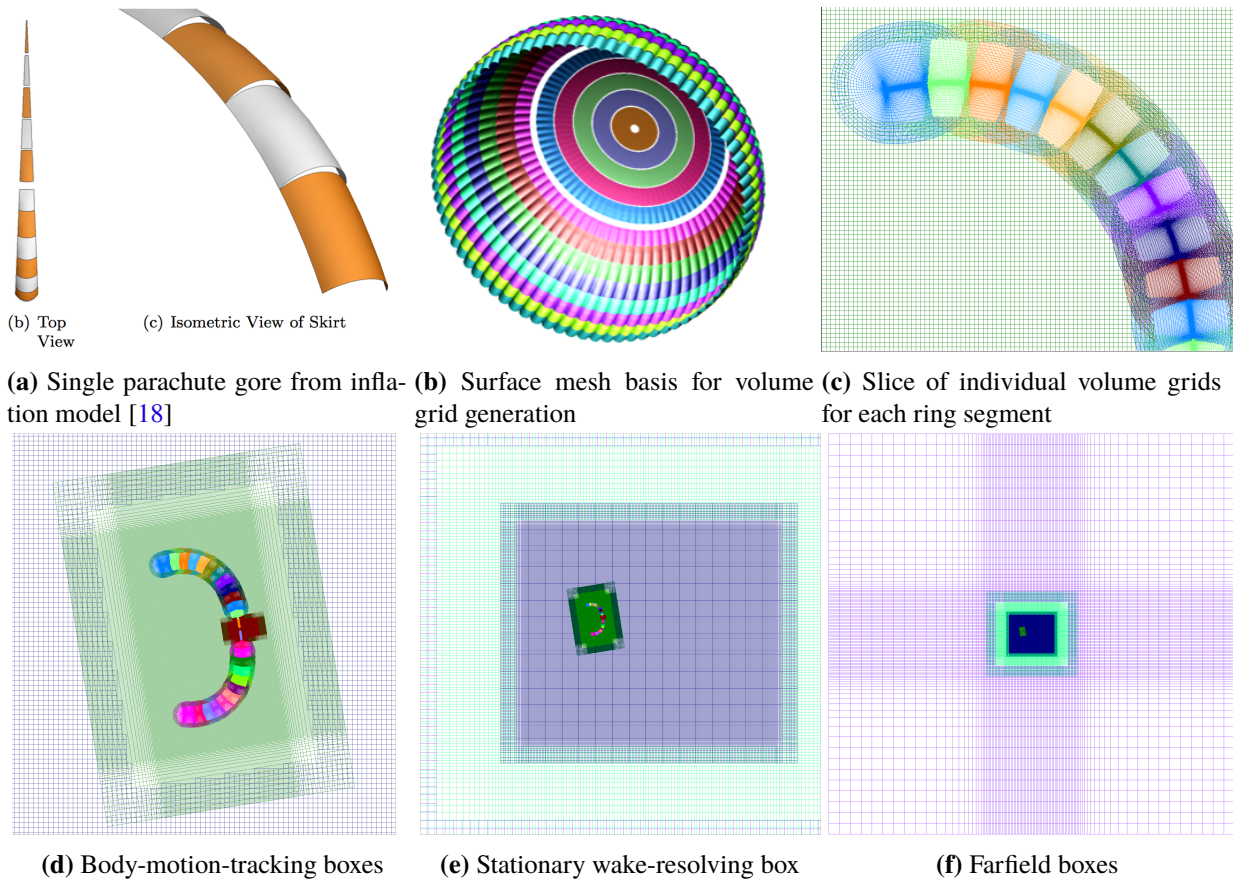 (b) Top
View
(c) Isometric View of Skirt
(a) Single parachute gore from infla-
tion model [18]
(b) Surface mesh basis for volume
grid generation
(c) Slice of individual volume grids
for each ring segment
(d) Body-motion-tracking boxes
(e) Stationary wake-resolving box
(f) Farfield boxes